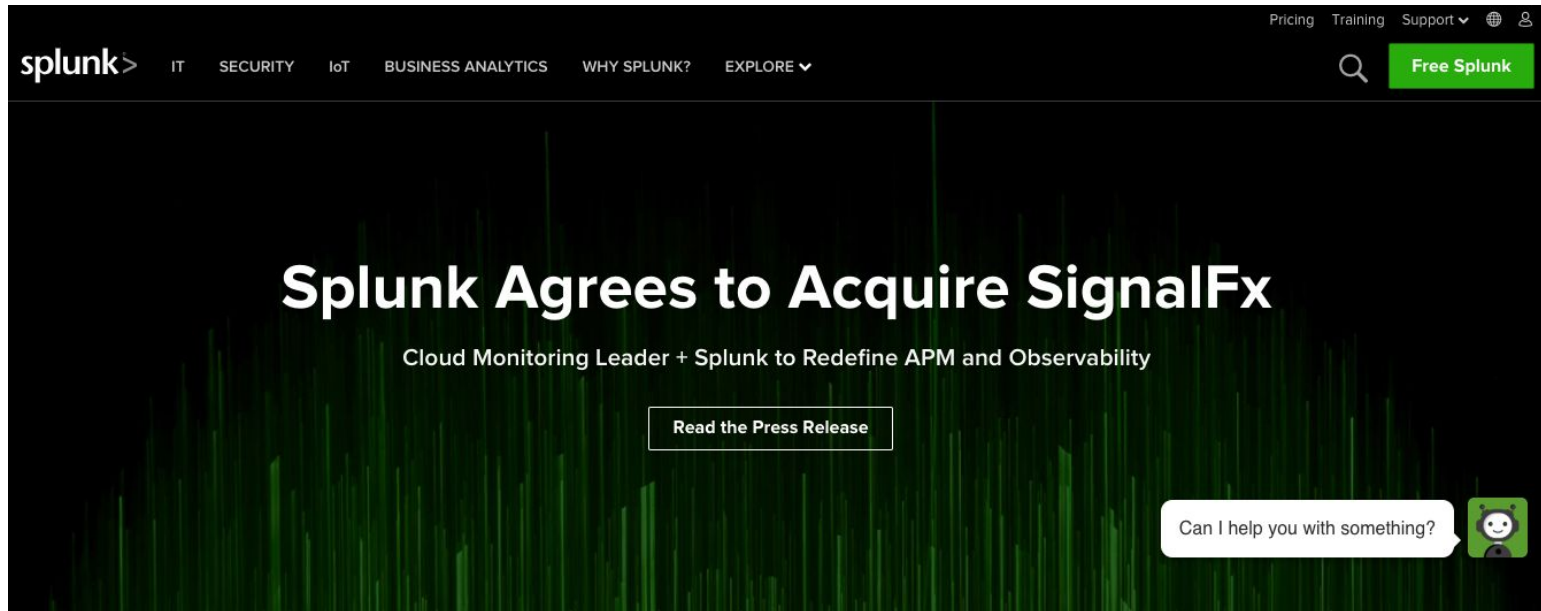 Pricing Training Support
splunk> IT SECURITY IoT BUSINESS ANALYTICS WHY SPLUNK? EXPLORE Free Splunk
Splunk Agrees to Acquire SignalFx
Cloud Monitoring Leader + Splunk to Redefine APM and Observability
Read the Press Release
Can I help you with something?